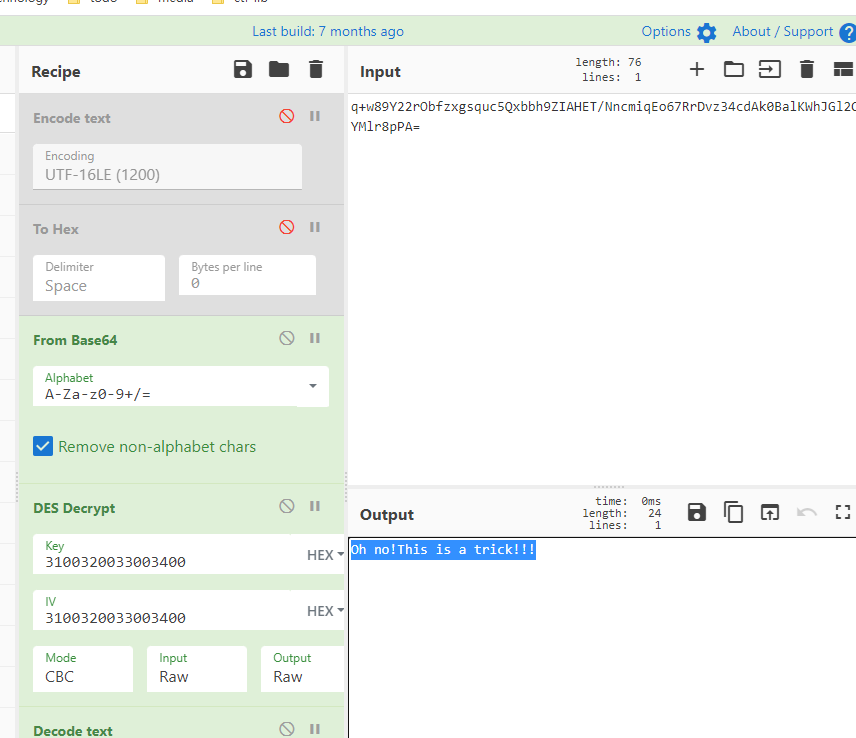 Last build: 7 months ago
Options
About / Support
Recipe
Encode text
Encoding
UTF-16LE (1200)
To Hex
Delimiter
Space
Bytes per line
0
From Base64
Alphabet
A-Za-z0-9+/=
Remove non-alphabet chars
DES Decrypt
Key
3100320033003400
HEX
IV
3100320033003400
HEX
Mode
CBC
Input
Raw
Output
Raw
Decode text
Input
length: 76
lines: 1
q+w89Y22rObfzxgsquc5Qxbbh9ZIAHET/NncmiqEo67RrDvz34cdAk0BalKWhJGl2C
YMlr8pPA=
Output
time: 0ms
length: 24
lines: 1
Oh no!This is a trick!!!